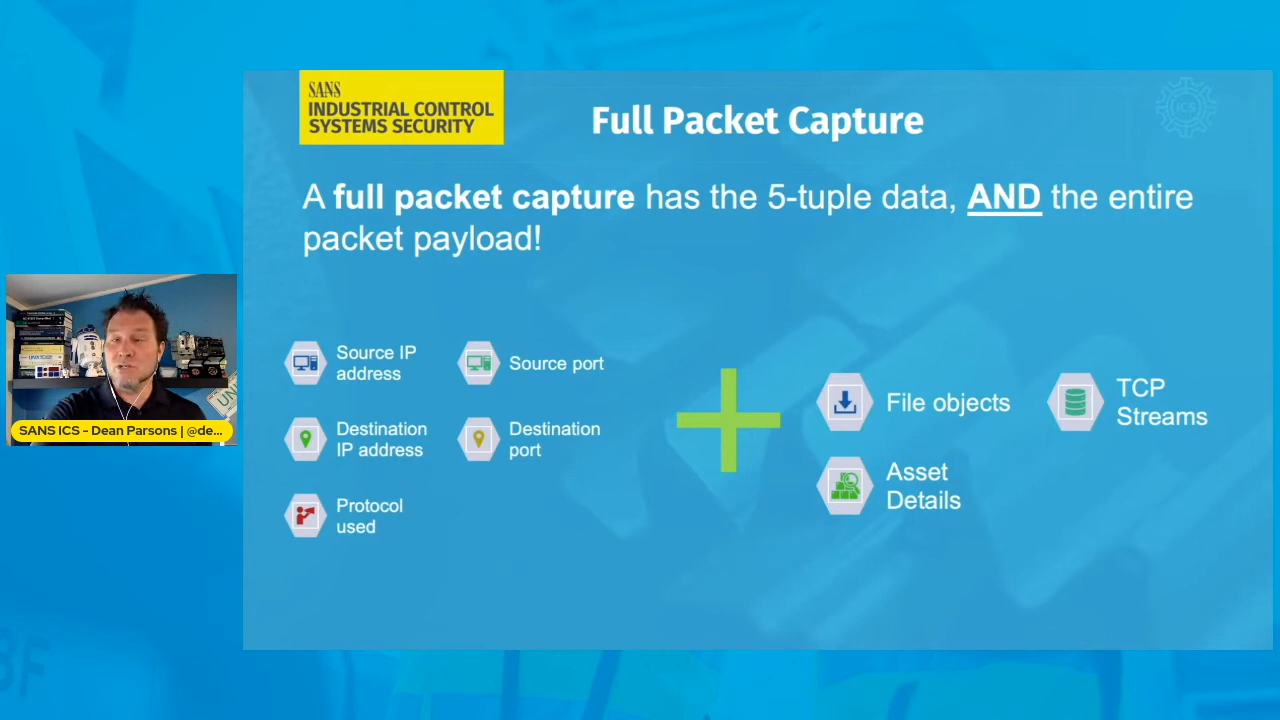 SANS
INDUSTRIAL CONTROL
SYSTEMS SECURITY
Full Packet Capture
ICS
A full packet capture has the 5-tuple data, AND the entire
packet payload!
Source IP
address
Source port
Destination
IP address
Destination
port
Protocol
used
File objects
TCP
Streams
Asset
Details
SANS ICS - Dean Parsons | @de...